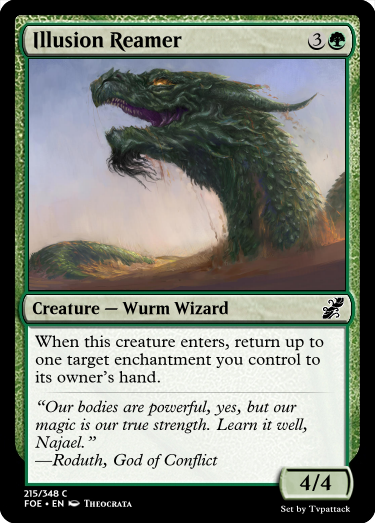 Illusion Reamer 3
Creature — Wurm Wizard
When this creature enters, return up to
one target enchantment you control to
its owner's hand.
“Our bodies are powerful, yes, but our
magic is our true strength. Learn it well,
Najael.”
—Roduth, God of Conflict
4/4
215/348 C
FOE • EN Theocrata
Set by Tvpattack